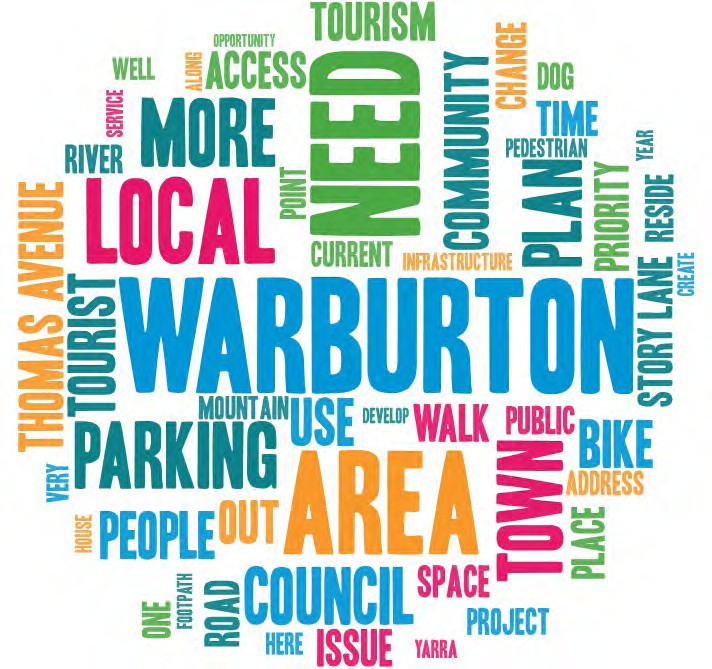 TOURISM
OPPORTUNITY
WELL
ALONG
ACCESS
CHANGE
DOG
SERVICE
MORE
NEED
COMMUNITY
TIME
PEDESTRIAN
YEAR
RIVER
LOCAL
POINT
PLAN
PRIORITY
RESIDE
CURRENT
INFRASTRUCTURE
CREATE
THOMAS AVENUE
TOURIST
WARBURTON
STORY LANE
MOUNTAIN
USE
DEVELOP
WALK
PUBLIC
BIKE
PARKING
AREA
TOWN
ADDRESS
VERY
HOUSE
PEOPLE
OUT
PLACE
ONE
FOOTPATH
ROAD
COUNCIL
SPACE
PROJECT
HERE
ISSUE
YARRA